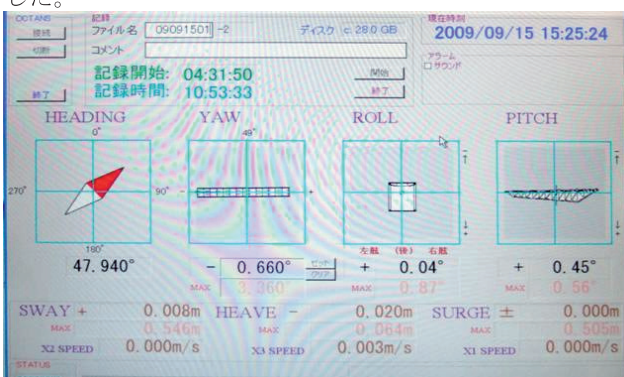 した。
OCTANS
記録
現在時刻
接続
ファイル名 09091501 -2 ディスク c: 28.0 GB
2009/09/15 15:25:24
切断
コメント
アラーム
サウンド
記録開始: 04:31:50 開始
終了
記録時間: 10:53:33 終了
HEADING YAW ROLL PITCH
0° 49°
270° 90° - +
180°
左舷 (後) 右舷
47.940° - 0.660° セット + 0.04° + 0.45°
クリア
MAX 3.360° MAX 0.87° MAX 0.56°
SWAY + 0.008m HEAVE - 0.020m SURGE ± 0.000m
MAX 0.546m MAX 0.064m MAX 0.505m
X2 SPEED 0.000m/s X3 SPEED 0.003m/s X1 SPEED 0.000m/s
STATUS